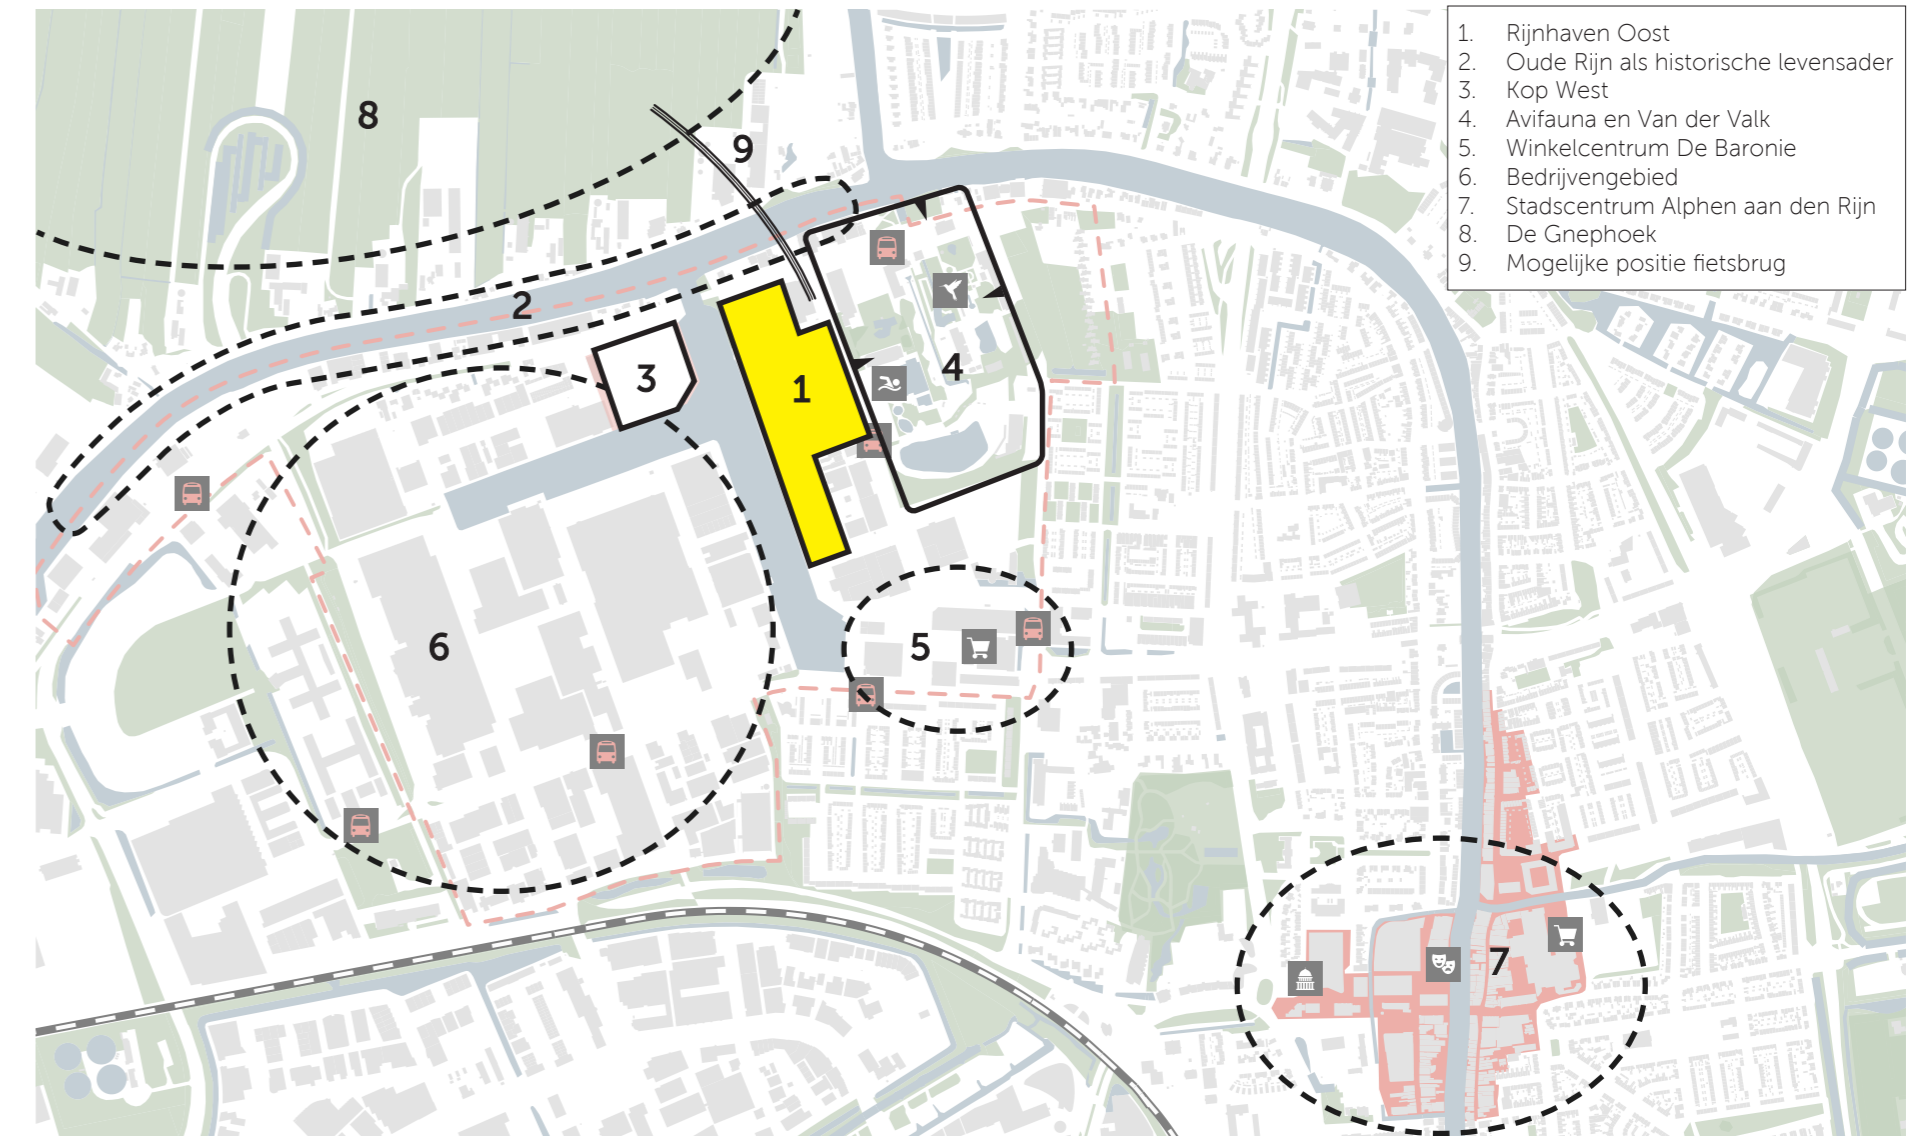 1. Rijnhaven Oost
2. Oude Rijn als historische levensader
3. Kop West
4. Avifauna en Van der Valk
5. Winkelcentrum De Baronie
6. Bedrijvengebied
7. Stadscentrum Alphen aan den Rijn
8. De Gnephoek
9. Mogelijke positie fietsbrug
8
9
2
3
1
4
6
5
7